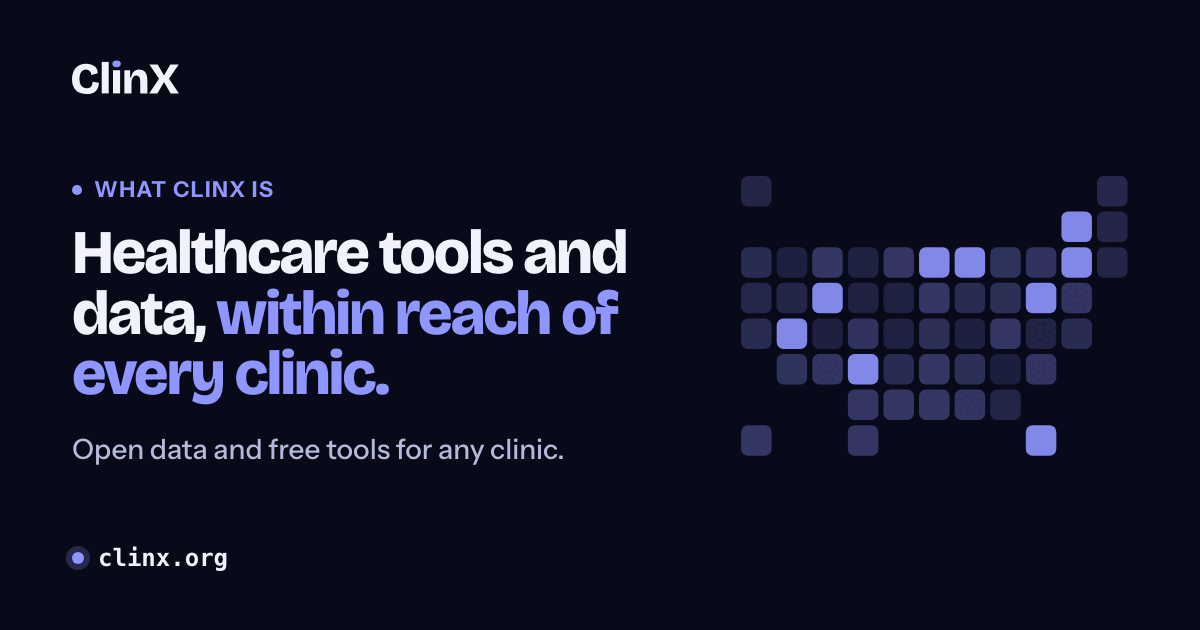 ClinX
WHAT CLINX IS
Healthcare tools and
data, within reach of
every clinic.
Open data and free tools for any clinic.
clinx.org